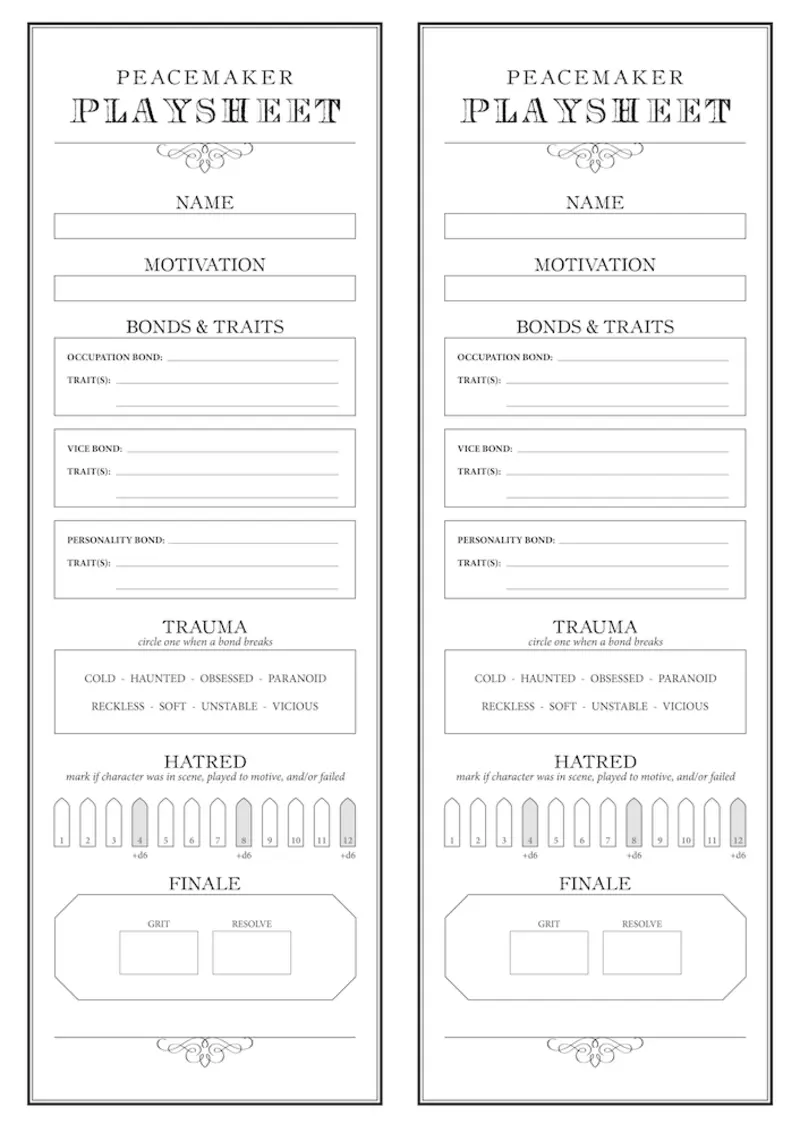 PEACEMAKER
PLAYSHEET
NAME
MOTIVATION
BONDS & TRAITS
OCCUPATION BOND:
TRAIT(S):
VICE BOND:
TRAIT(S):
PERSONALITY BOND:
TRAIT(S):
TRAUMA
circle one when a bond breaks
COLD - HAUNTED - OBSESSED - PARANOID
RECKLESS - SOFT - UNSTABLE - VICIOUS
HATRED
mark if character was in scene, played to motive, and/or failed
1 2 3 4 5 6 7 8 9 10 11 12
+d6 +d6 +d6
FINALE
GRIT RESOLVE
PEACEMAKER
PLAYSHEET
NAME
MOTIVATION
BONDS & TRAITS
OCCUPATION BOND:
TRAIT(S):
VICE BOND:
TRAIT(S):
PERSONALITY BOND:
TRAIT(S):
TRAUMA
circle one when a bond breaks
COLD - HAUNTED - OBSESSED - PARANOID
RECKLESS - SOFT - UNSTABLE - VICIOUS
HATRED
mark if character was in scene, played to motive, and/or failed
1 2 3 4 5 6 7 8 9 10 11 12
+d6 +d6 +d6
FINALE
GRIT RESOLVE